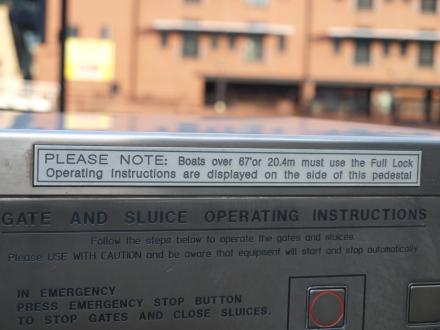 PLEASE NOTE: Boats over 67'or 20.4m must use the Full Lock
Operating Instructions are displayed on the side of this pedestal
GATE AND SLUICE OPERATING INSTRUCTIONS
Follow the steps below to operate the gates and sluices.
Please USE WITH CAUTION and be aware that equipment will start and stop automatically
IN EMERGENCY
PRESS EMERGENCY STOP BUTTON
TO STOP GATES AND CLOSE SLUICES.